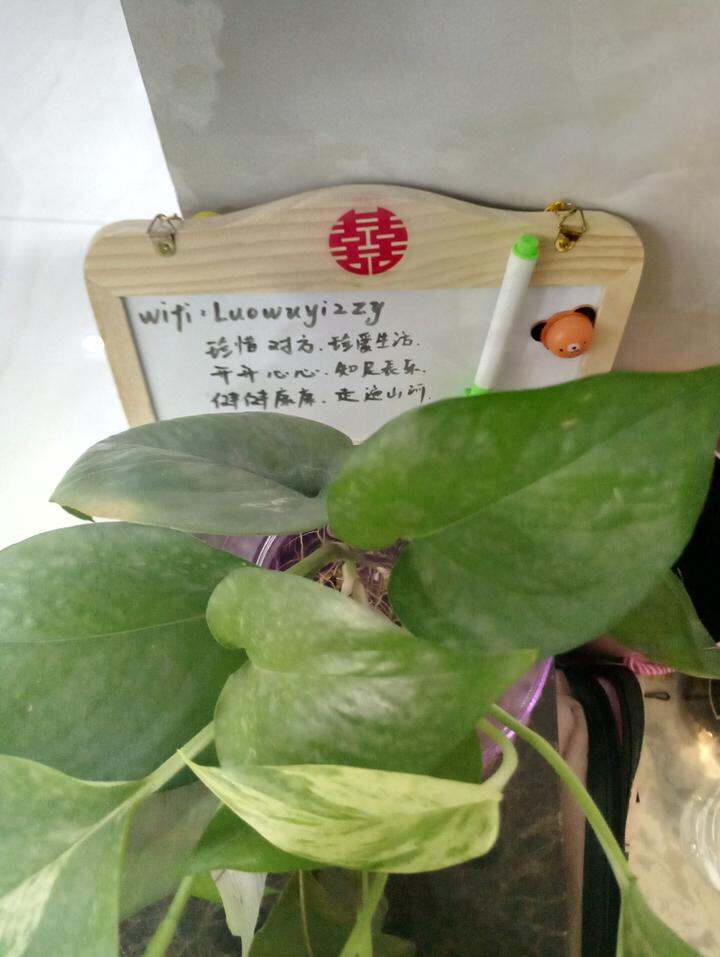 囍
wifi:Luowuyizzy
珍惜对方.珍爱生活.
开开心心.知足长乐.
健健康康.走遍山河.